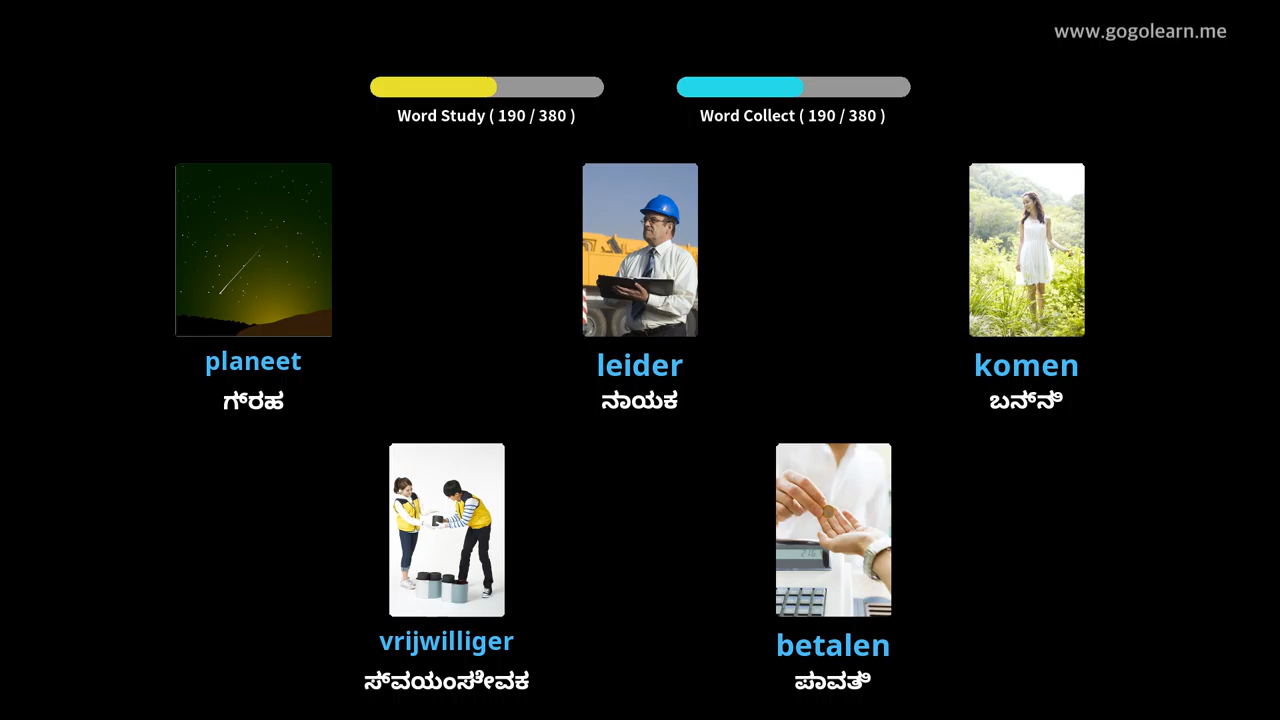 www.gogolearn.me
Word Study ( 190 / 380 )
Word Collect ( 190 / 380 )
planeet
ಗ್ರಹ
leider
ನಾಯಕ
komen
ಬನ್ನಿ
vrijwilliger
ಸ್ವಯಂಸೇವಕ
betalen
ಪಾವತಿ